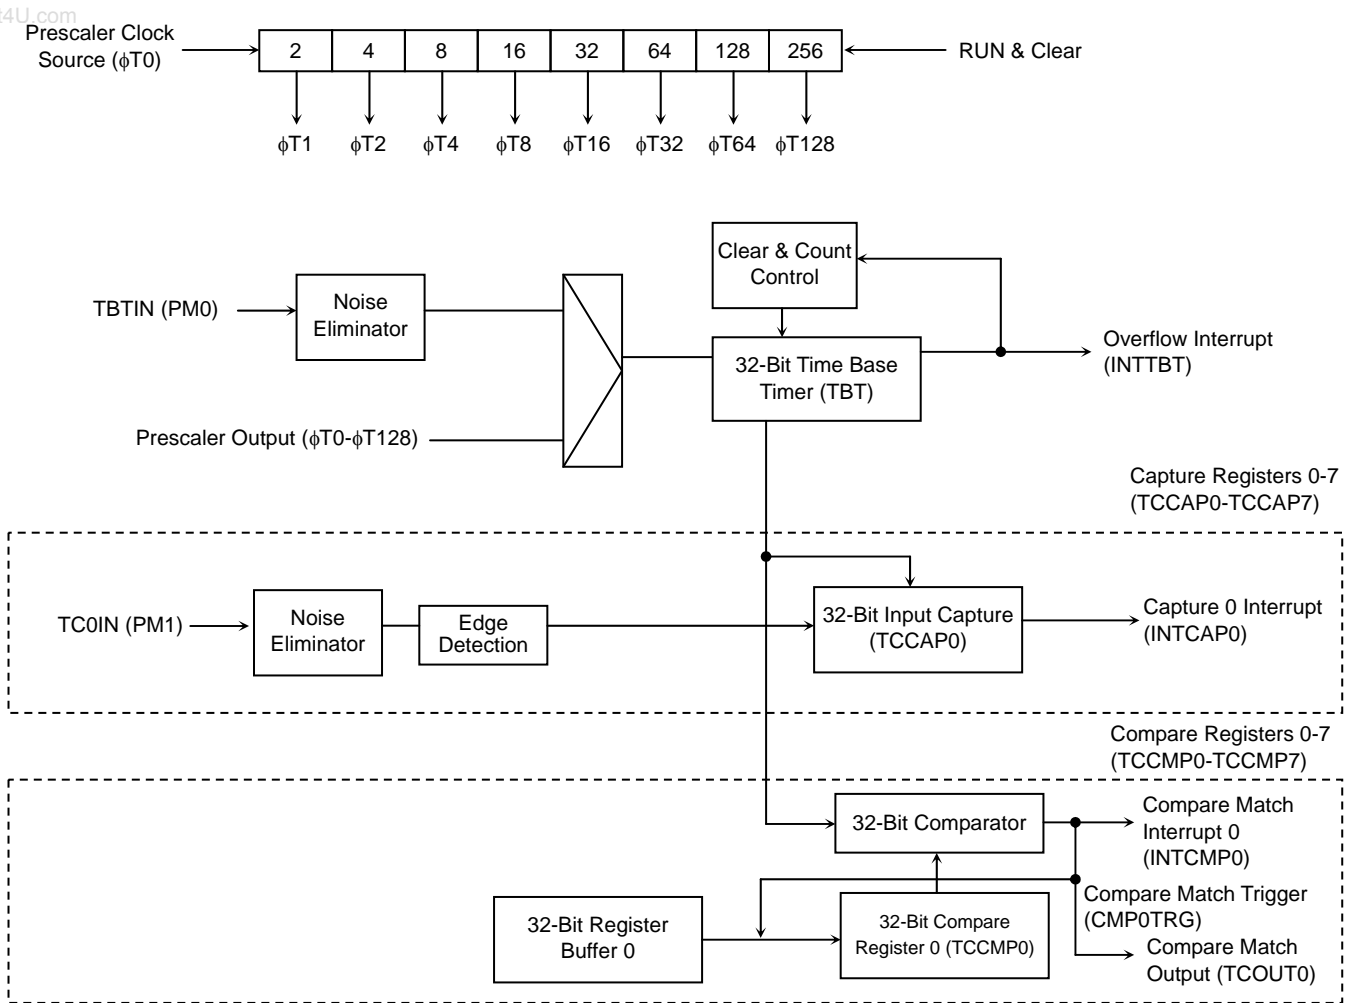 t4U.com
Prescaler Clock
Source (ϕT0)
2 4 8 16 32 64 128 256
RUN & Clear
ϕT1 ϕT2 ϕT4 ϕT8 ϕT16 ϕT32 ϕT64 ϕT128
Clear & Count
Control
TBTIN (PM0)
Noise
Eliminator
32-Bit Time Base
Timer (TBT)
Overflow Interrupt
(INTTBT)
Prescaler Output (ϕT0-ϕT128)
Capture Registers 0-7
(TCCAP0-TCCAP7)
TC0IN (PM1)
Noise
Eliminator
Edge
Detection
32-Bit Input Capture
(TCCAP0)
Capture 0 Interrupt
(INTCAP0)
Compare Registers 0-7
(TCCMP0-TCCMP7)
32-Bit Comparator
Compare Match
Interrupt 0
(INTCMP0)
32-Bit Register
Buffer 0
32-Bit Compare
Register 0 (TCCMP0)
Compare Match Trigger
(CMP0TRG)
Compare Match
Output (TCOUT0)